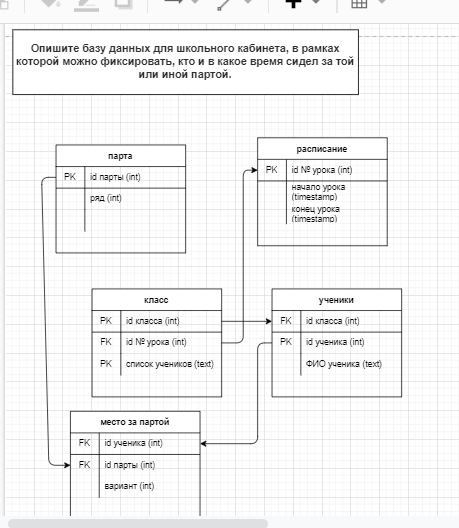 Опишите базу данных для школьного кабинета, в рамках
которой можно фиксировать, кто и в какое время сидел за той
или иной партой.
парта
PK id парты (int)
ряд (int)
расписание
PK id № урока (int)
начало урока
(timestamp)
конец урока
(timestamp)
класс
PK id класса (int)
FK id № урока (int)
PK список учеников (text)
ученики
FK id класса (int)
PK id ученика (int)
ФИО ученика (text)
место за партой
FK id ученика (int)
FK id парты (int)
вариант (int)